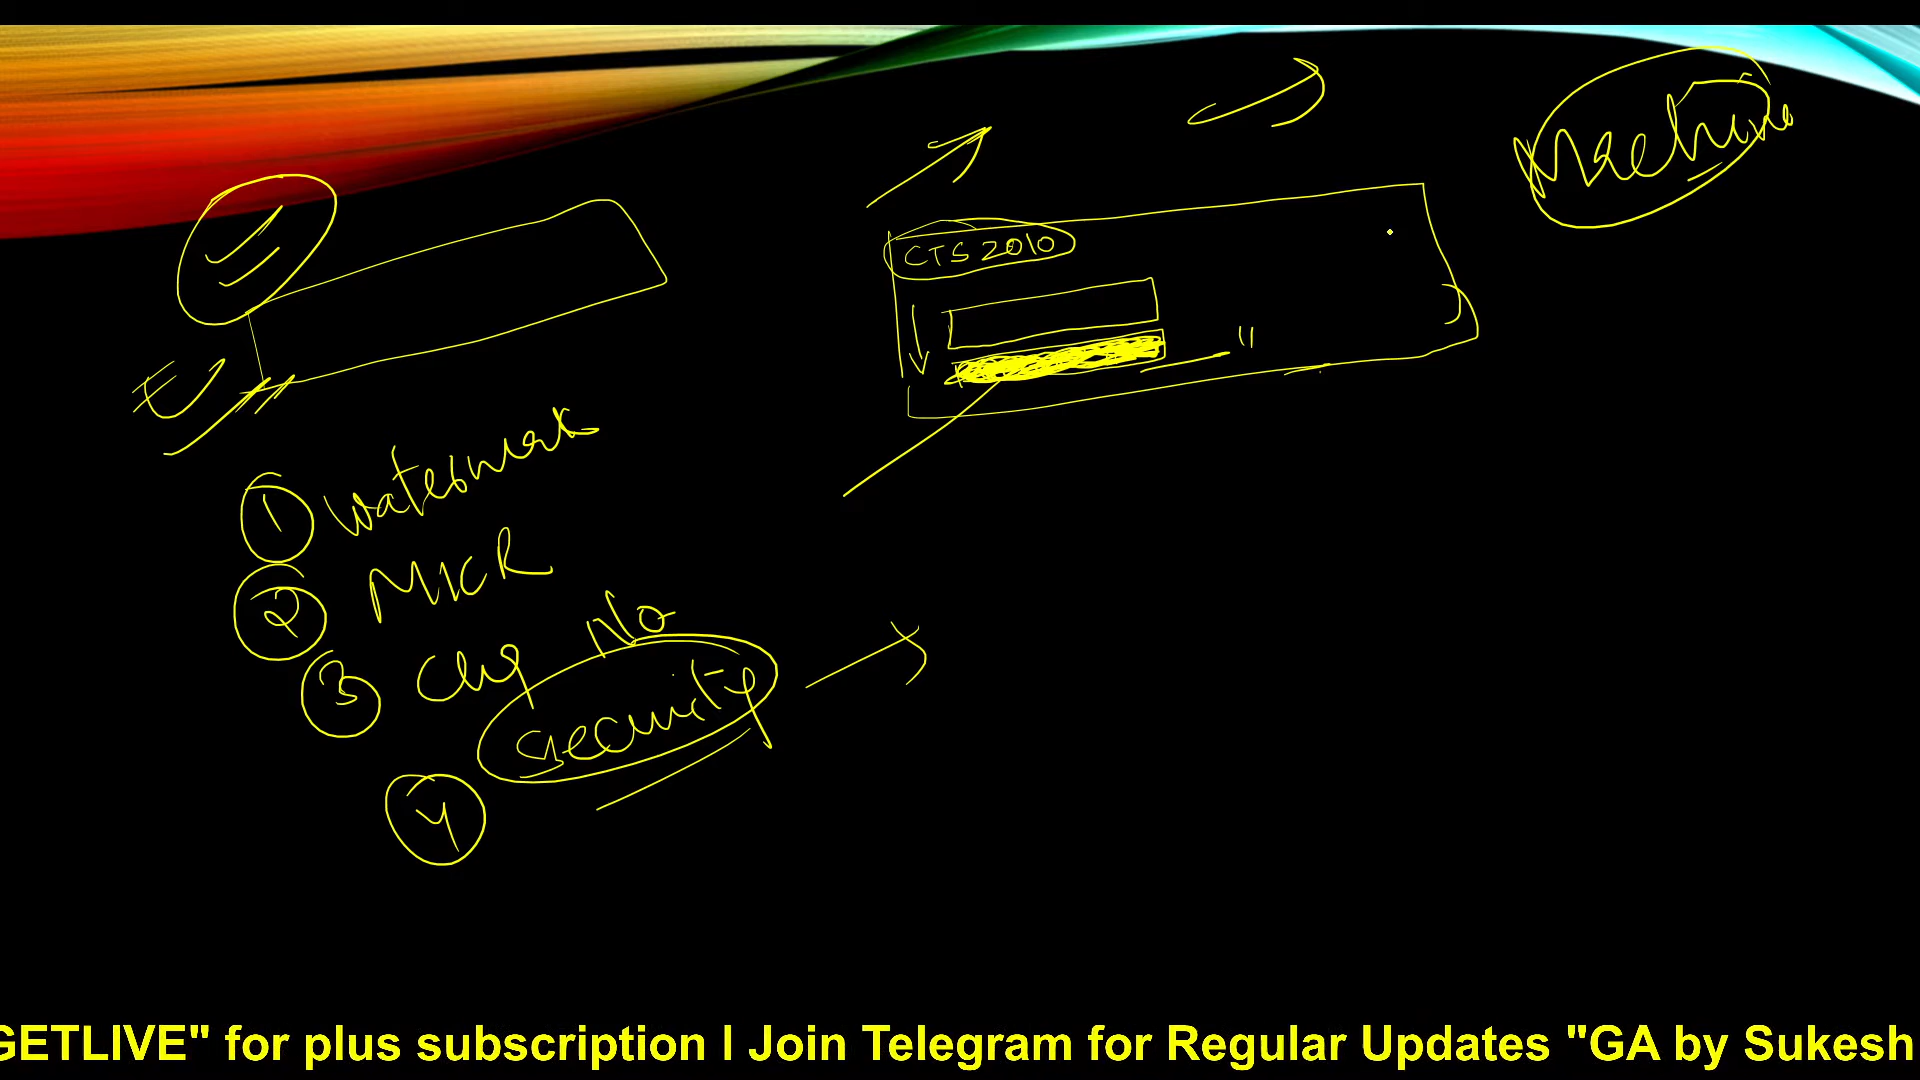 Machine
CTS 2010
"
① watermark
② MICR
③ Chq No
security
④
GETLIVE" for plus subscription I Join Telegram for Regular Updates "GA by Sukesh